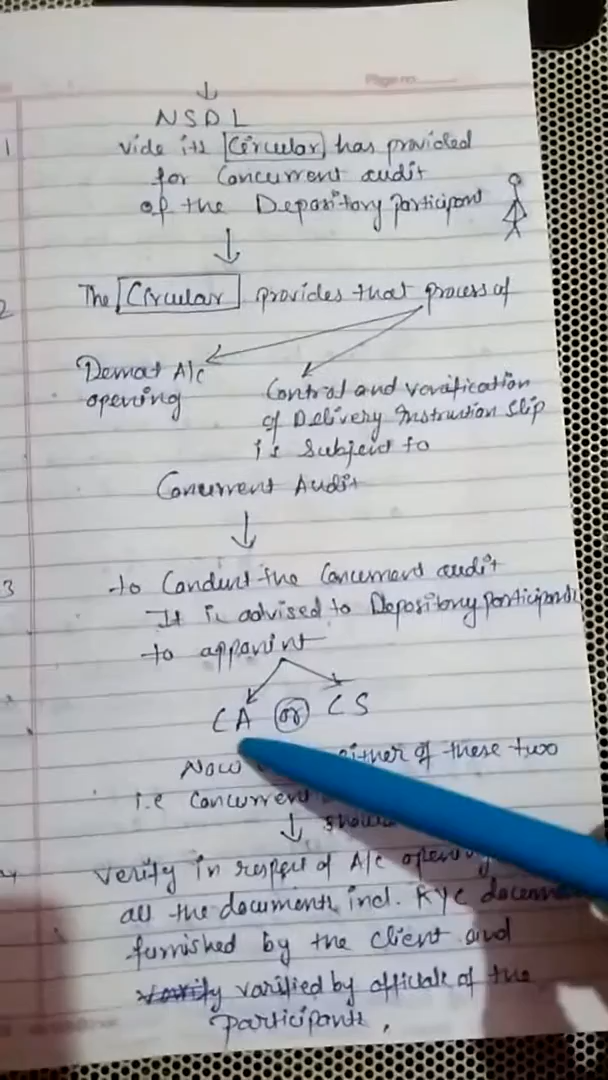 Page no.
NSDL
1
vide its Circular has provided
for Concurrent audit
of the Depository participant
2
The Circular provides that process of
Demat A/c
opening
Control and verification
of Delivery Instruction Slip
is subject to
Concurrent Audit
3
to Conduct the Concurrent audit
It is advised to Depository participants
to appoint
CA or CS
Now either of these two
i.e Concurrent
4
verify in respect of A/c opening
all the documents incl. KYC
furnished by the client and
varified by officials of the
participants.